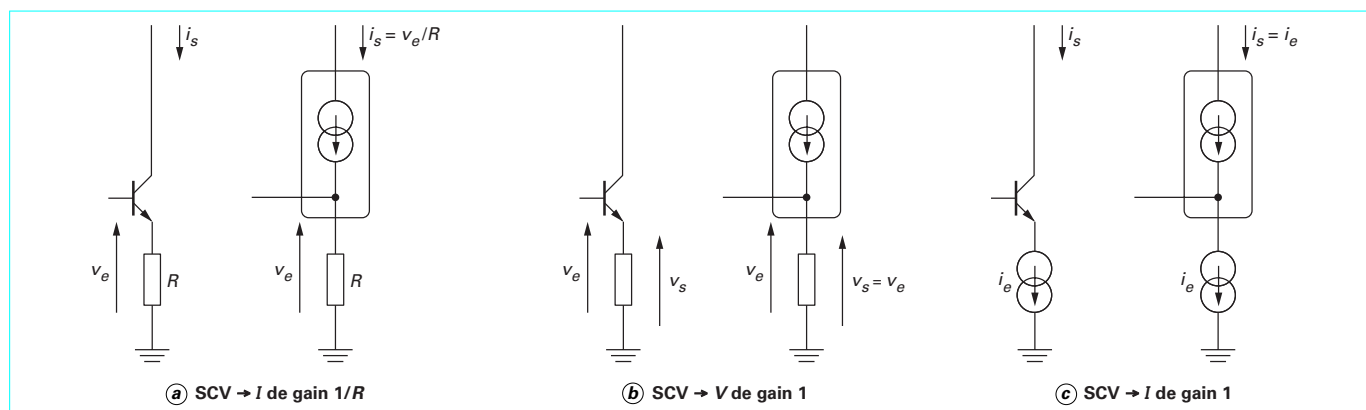 i_s
i_s = v_e/R
v_e
R
v_e
R
ⓐ SCV → I de gain 1/R
v_e
v_s
v_e
v_s = v_e
ⓑ SCV → V de gain 1
i_s
i_s = i_e
i_e
i_e
ⓒ SCV → I de gain 1